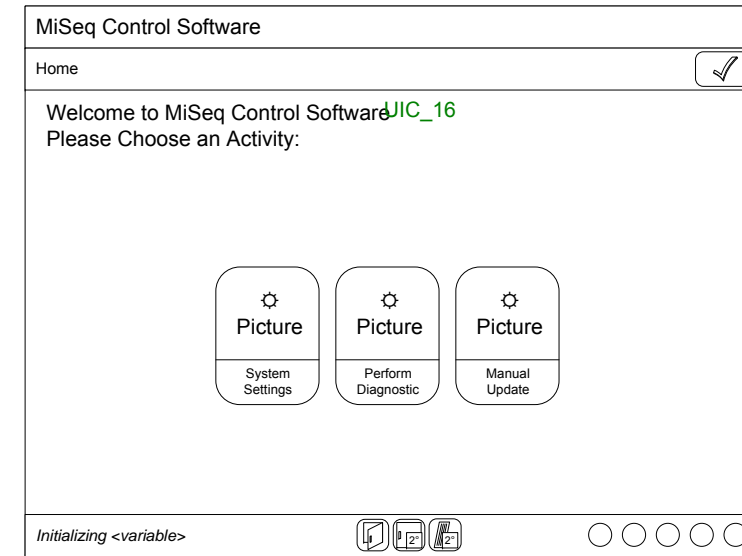 MiSeq Control Software
Home
Welcome to MiSeq Control Software UIC_16
Please Choose an Activity:
Picture Picture Picture
System Settings
Perform Diagnostic
Manual Update
Initializing <variable>
2° 2°